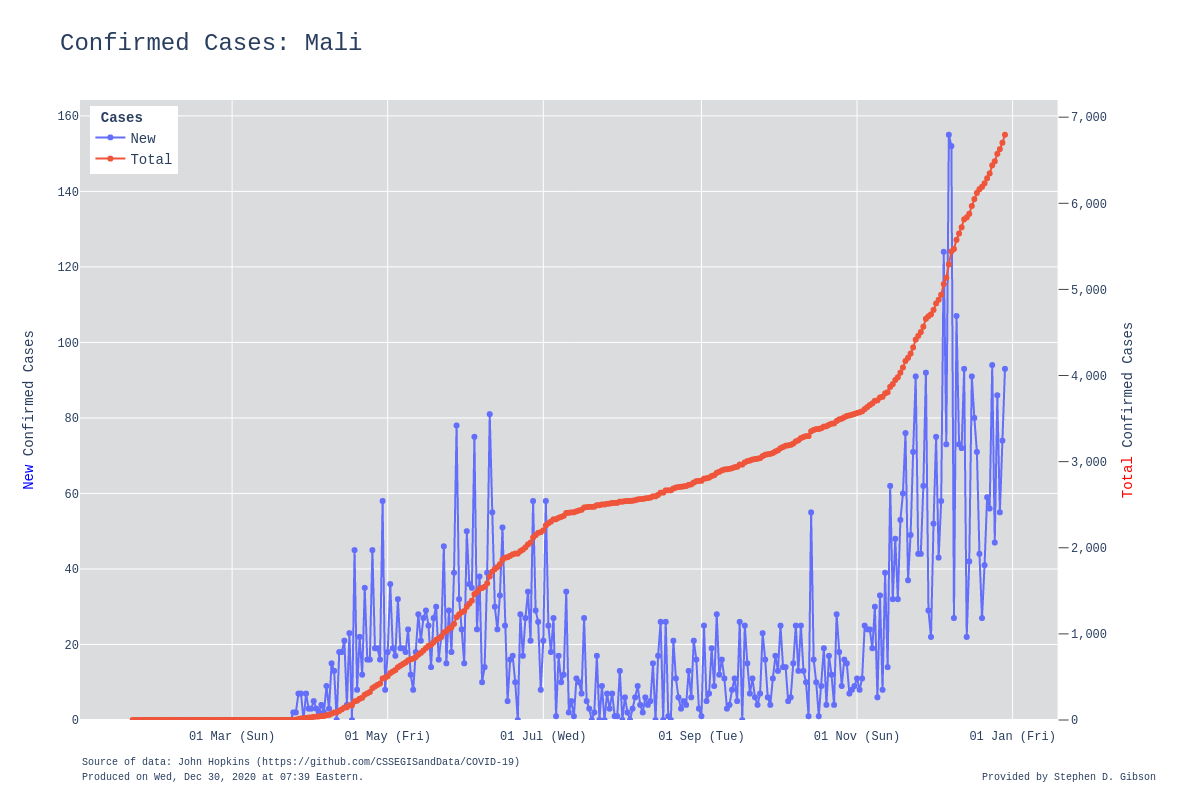 Confirmed Cases: Mali
Cases
New
Total
160
140
120
100
80
60
40
20
0
New Confirmed Cases
7,000
6,000
5,000
4,000
3,000
2,000
1,000
0
Total Confirmed Cases
01 Mar (Sun) 01 May (Fri) 01 Jul (Wed) 01 Sep (Tue) 01 Nov (Sun) 01 Jan (Fri)
Source of data: John Hopkins (https://github.com/CSSEGISandData/COVID-19)
Produced on Wed, Dec 30, 2020 at 07:39 Eastern.
Provided by Stephen D. Gibson